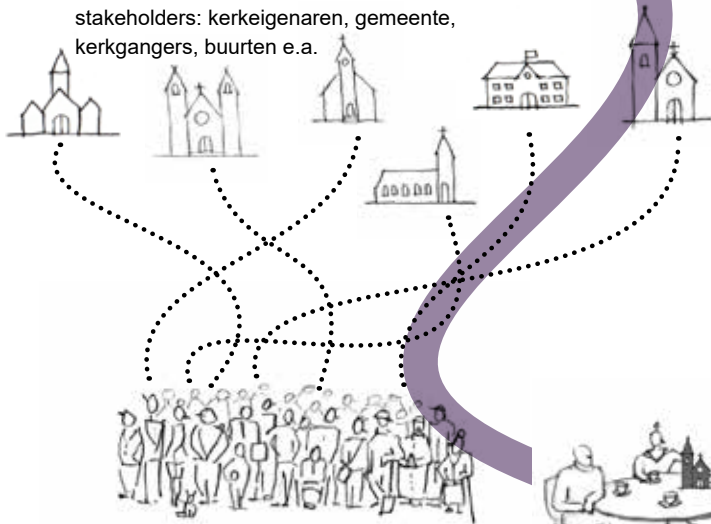 stakeholders: kerkeigenaren, gemeente,
kerkgangers, buurten e.a.